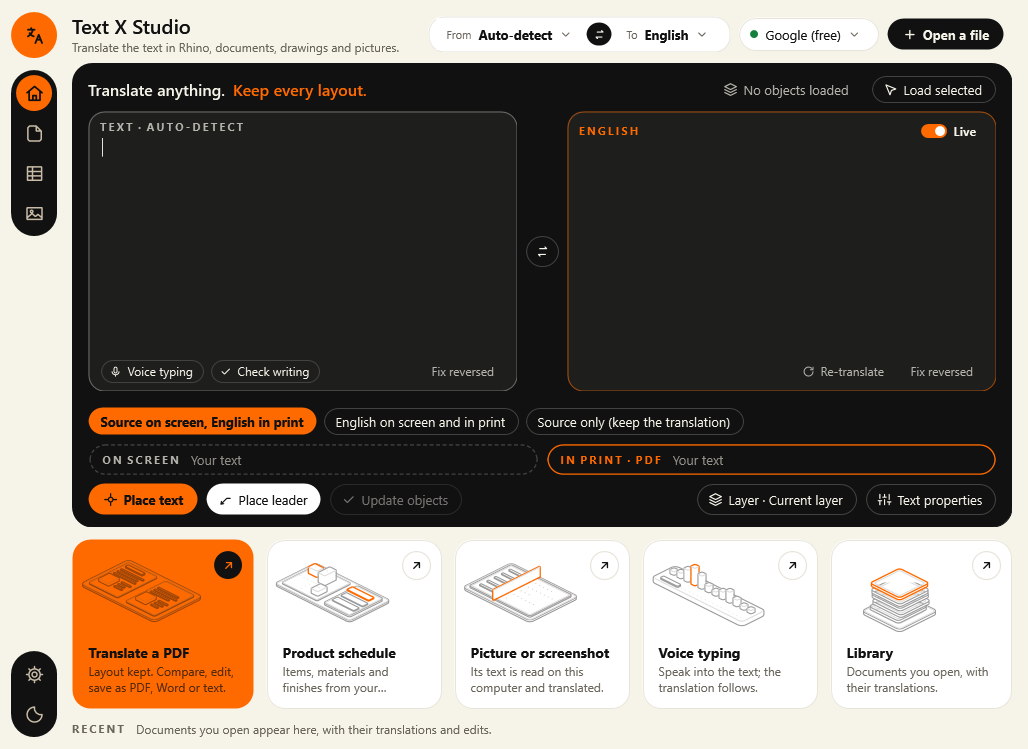 Text X Studio
Translate the text in Rhino, documents, drawings and pictures.
From Auto-detect
To English
Google (free)
Open a file
Translate anything. Keep every layout.
No objects loaded
Load selected
TEXT · AUTO-DETECT
ENGLISH
Live
Voice typing
Check writing
Fix reversed
Re-translate
Fix reversed
Source on screen, English in print
English on screen and in print
Source only (keep the translation)
ON SCREEN Your text
IN PRINT · PDF Your text
Place text
Place leader
Update objects
Layer · Current layer
Text properties
Translate a PDF
Layout kept. Compare, edit,
save as PDF, Word or text.
Product schedule
Items, materials and
finishes from your...
Picture or screenshot
Its text is read on this
computer and translated.
Voice typing
Speak into the text; the
translation follows.
Library
Documents you open, with
their translations.
RECENT Documents you open appear here, with their translations and edits.